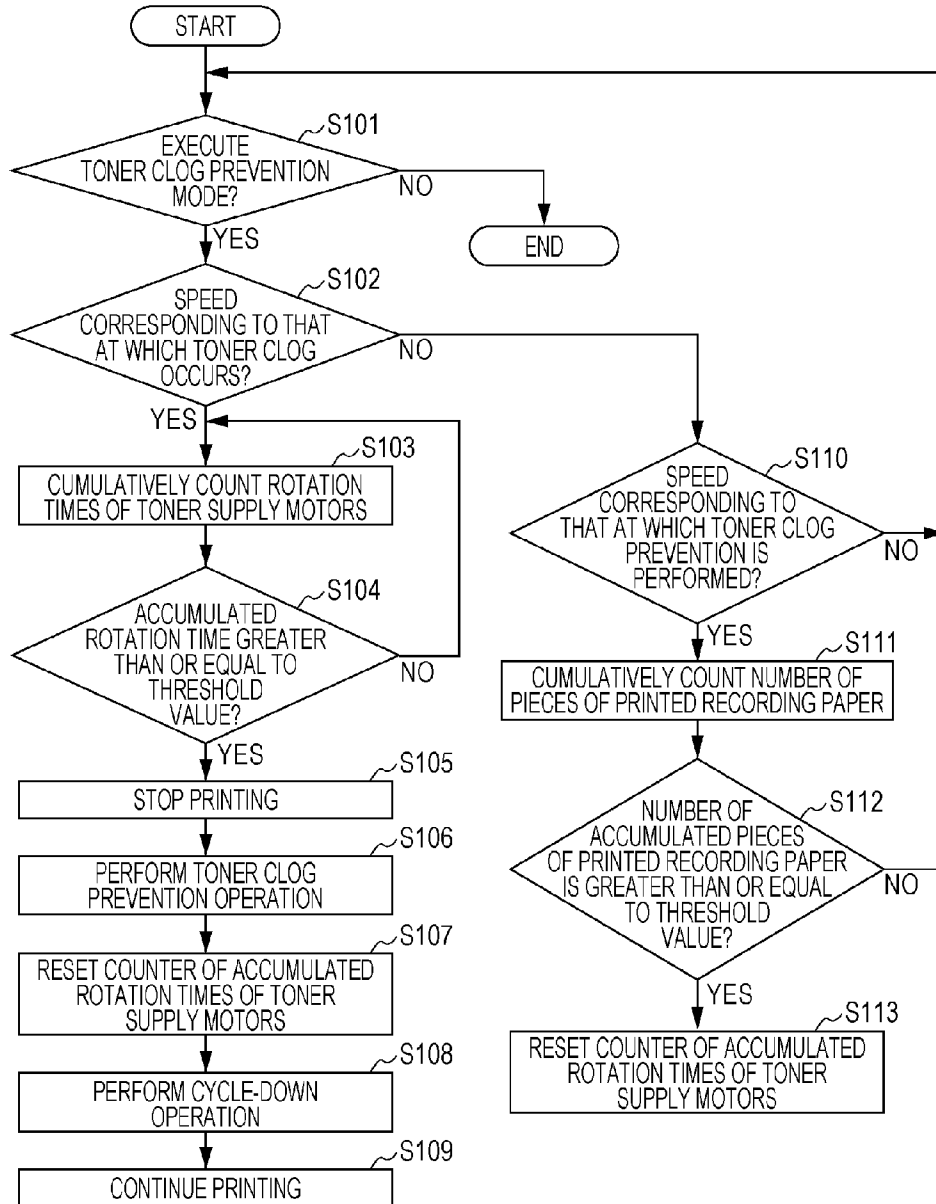 START
S101
EXECUTE
TONER CLOG PREVENTION
MODE?
NO
YES
END
S102
SPEED
CORRESPONDING TO THAT
AT WHICH TONER CLOG
OCCURS?
NO
YES
S103
CUMULATIVELY COUNT ROTATION
TIMES OF TONER SUPPLY MOTORS
S104
ACCUMULATED
ROTATION TIME GREATER
THAN OR EQUAL TO
THRESHOLD
VALUE?
NO
YES
S105
STOP PRINTING
S106
PERFORM TONER CLOG
PREVENTION OPERATION
S107
RESET COUNTER OF ACCUMULATED
ROTATION TIMES OF TONER
SUPPLY MOTORS
S108
PERFORM CYCLE-DOWN
OPERATION
S109
CONTINUE PRINTING
S110
SPEED
CORRESPONDING TO
THAT AT WHICH TONER CLOG
PREVENTION IS
PERFORMED?
NO
YES
S111
CUMULATIVELY COUNT NUMBER OF
PIECES OF PRINTED RECORDING PAPER
S112
NUMBER OF
ACCUMULATED PIECES
OF PRINTED RECORDING PAPER
IS GREATER THAN OR EQUAL
TO THRESHOLD
VALUE?
NO
YES
S113
RESET COUNTER OF ACCUMULATED
ROTATION TIMES OF TONER
SUPPLY MOTORS